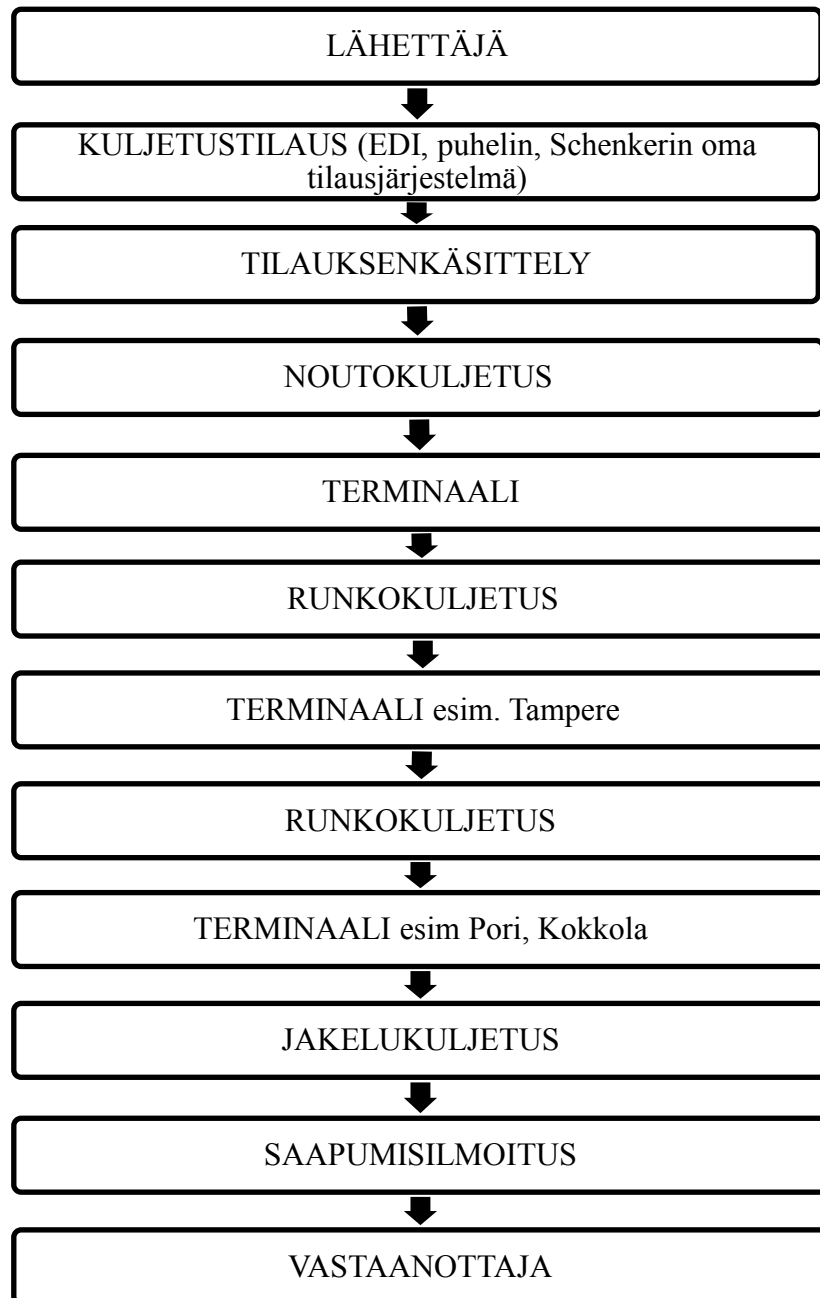 LÄHETTÄJÄ
KULJETUSTILAUS (EDI, puhelin, Schenkerin oma
tilausjärjestelmä)
TILAUKSENKÄSITTELY
NOUTOKULJETUS
TERMINAALI
RUNKOKULJETUS
TERMINAALI esim. Tampere
RUNKOKULJETUS
TERMINAALI esim Pori, Kokkola
JAKELUKULJETUS
SAAPUMISILMOITUS
VASTAANOTTAJA